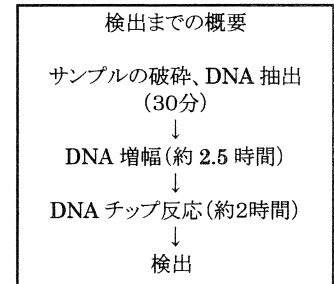 検出までの概要
サンプルの破砕、DNA 抽出
(30分)
↓
DNA 増幅(約 2.5 時間)
↓
DNA チップ反応(約2時間)
↓
検出